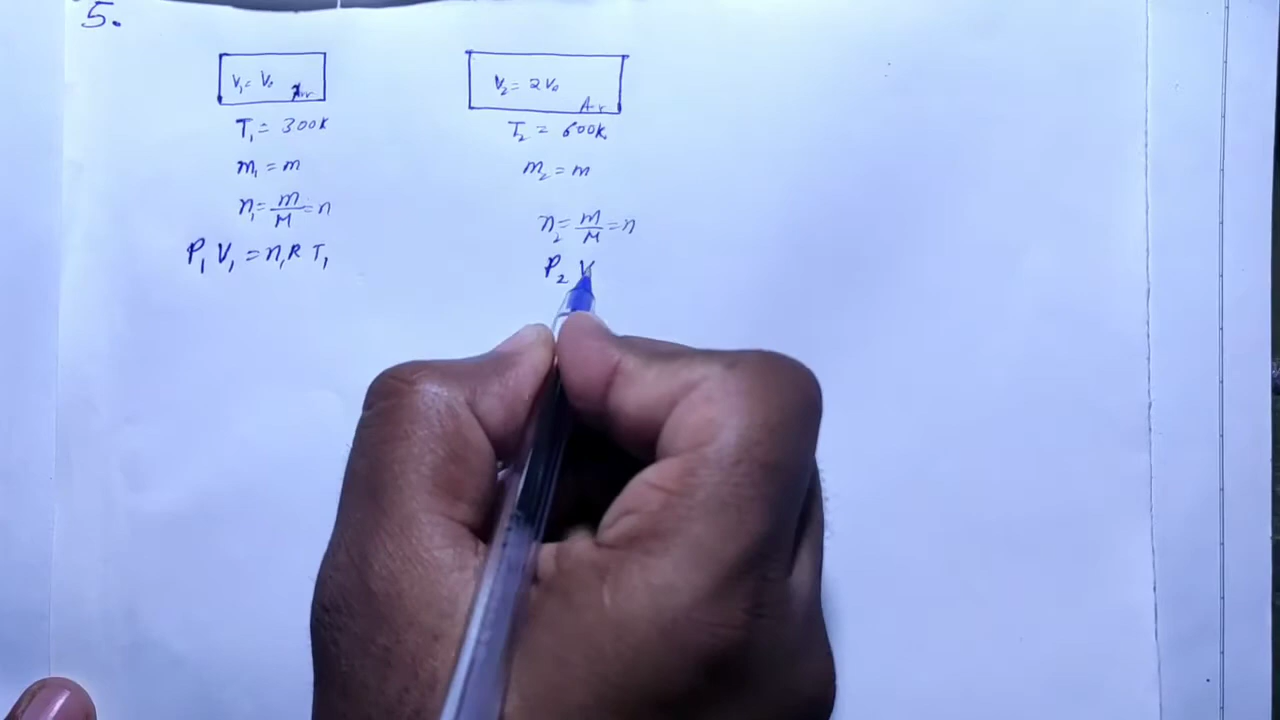 5.
V₁ = V₀ Air
T₁ = 300K
m₁ = m
n₁ = m/M = n
P₁ V₁ = n₁ R T₁
V₂ = 2V₀
Air
T₂ = 600K
m₂ = m
n₂ = m/M = n
P₂ V